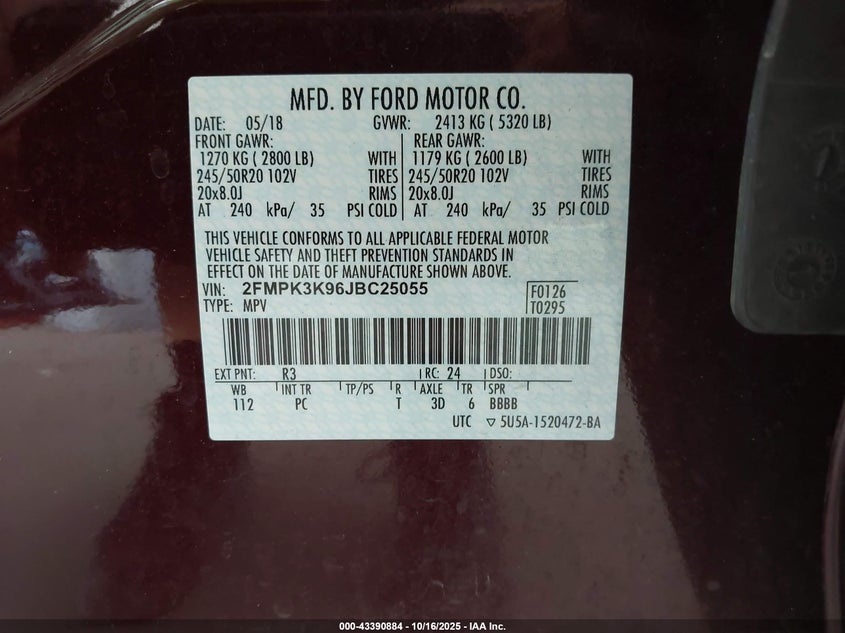 MFD. BY FORD MOTOR CO.
DATE: 05/18 GVWR: 2413 KG ( 5320 LB)
FRONT GAWR: REAR GAWR:
1270 KG ( 2800 LB) WITH 1179 KG ( 2600 LB) WITH
245/50R20 102V TIRES 245/50R20 102V TIRES
20x8.0J RIMS 20x8.0J RIMS
AT 240 kPa/ 35 PSI COLD AT 240 kPa/ 35 PSI COLD
THIS VEHICLE CONFORMS TO ALL APPLICABLE FEDERAL MOTOR
VEHICLE SAFETY AND THEFT PREVENTION STANDARDS IN
EFFECT ON THE DATE OF MANUFACTURE SHOWN ABOVE.
VIN: 2FMPK3K96JBC25055 F0126
TYPE: MPV T0295
EXT PNT: R3 RC: 24 DSO:
WB INT TR TP/PS R AXLE TR SPR
112 PC T 3D 6 BBBB
UTC ▽ 5U5A-1520472-BA
000-43390884 - 10/16/2025 - IAA Inc.